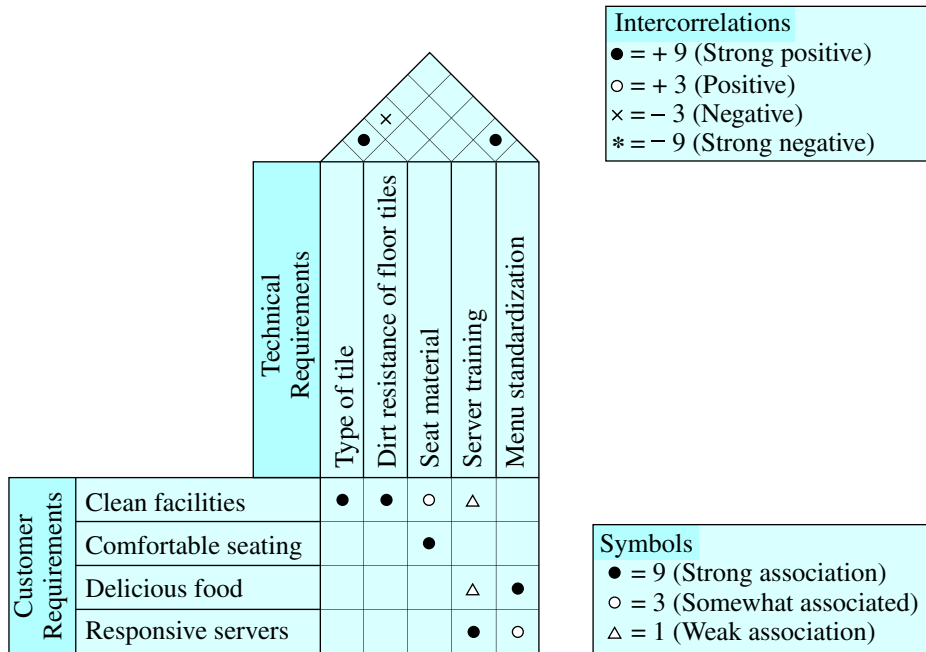 Intercorrelations
● = + 9 (Strong positive)
○ = + 3 (Positive)
× = − 3 (Negative)
* = − 9 (Strong negative)
Technical
Requirements
Type of tile
Dirt resistance of floor tiles
Seat material
Server training
Menu standardization
Customer
Requirements
Clean facilities
Comfortable seating
Delicious food
Responsive servers
Symbols
● = 9 (Strong association)
○ = 3 (Somewhat associated)
△ = 1 (Weak association)